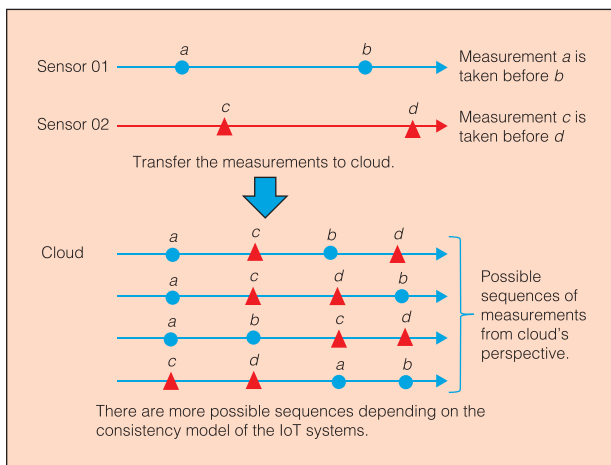 a b
Sensor 01
Measurement a is
taken before b
c d
Sensor 02
Measurement c is
taken before d
Transfer the measurements to cloud.
a c b d
Cloud
a c d b
a b c d
c d a b
Possible
sequences of
measurements
from cloud's
perspective.
There are more possible sequences depending on the
consistency model of the IoT systems.